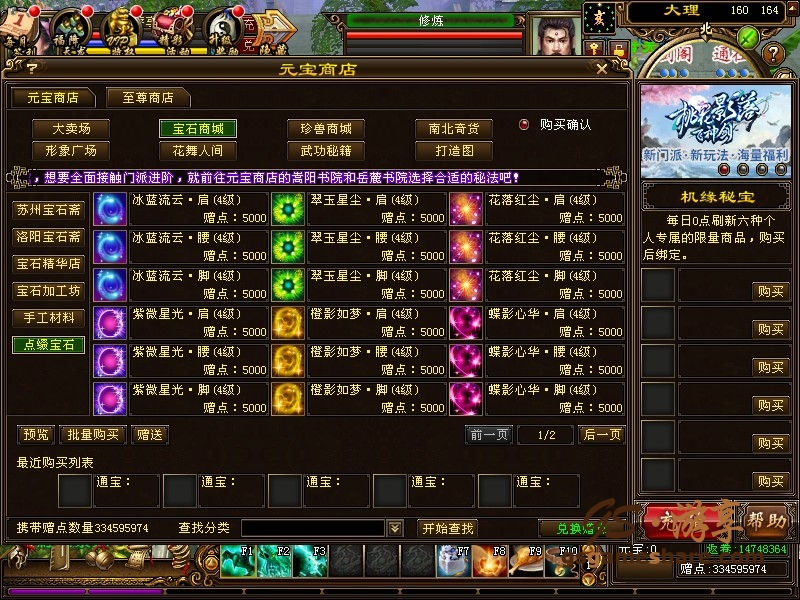 修炼
大理 160 164
玄
北
元宝商店
元宝商店 至尊商店
大卖场 宝石商城 珍兽商城 南北奇货
购买确认
形象广场 花舞人间 武功秘籍 打造图
，想要全面接触门派进阶，就前往元宝商店的嵩阳书院和岳麓书院选择合适的秘法吧！
苏州宝石斋
洛阳宝石斋
宝石精华店
宝石加工坊
手工材料
点缀宝石
冰蓝流云·肩(4级) 翠玉星尘·肩(4级) 花落红尘·肩(4级)
赠点：5000 赠点：5000 赠点：5000
冰蓝流云·腰(4级) 翠玉星尘·腰(4级) 花落红尘·腰(4级)
赠点：5000 赠点：5000 赠点：5000
冰蓝流云·脚(4级) 翠玉星尘·脚(4级) 花落红尘·脚(4级)
赠点：5000 赠点：5000 赠点：5000
紫微星光·肩(4级) 橙影如梦·肩(4级) 蝶影心华·肩(4级)
赠点：5000 赠点：5000 赠点：5000
紫微星光·腰(4级) 橙影如梦·腰(4级) 蝶影心华·腰(4级)
赠点：5000 赠点：5000 赠点：5000
紫微星光·脚(4级) 橙影如梦·脚(4级) 蝶影心华·脚(4级)
赠点：5000 赠点：5000 赠点：5000
预览 批量购买 赠送 前一页 1/2 后一页
最近购买列表
通宝： 通宝： 通宝： 通宝： 通宝：
携带赠点数量334595974 查找分类 开始查找 兑换赠
新门派·新玩法·海量福利
机缘秘宝
每日0点刷新六种个
人专属的限量商品，购买
后绑定。
购买
购买
购买
购买
购买
购买
帮助
元宝:0
14748364
赠点:334595974
F1 F2 F3 F7 F8 F9 F10